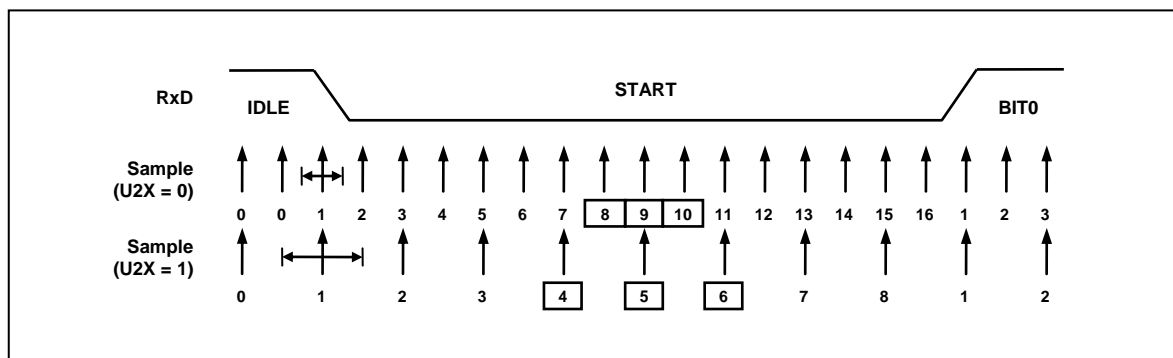 RxD
IDLE
START
BIT0
Sample
(U2X = 0)
0 0 1 2 3 4 5 6 7 8 9 10 11 12 13 14 15 16 1 2 3
Sample
(U2X = 1)
0 1 2 3 4 5 6 7 8 1 2